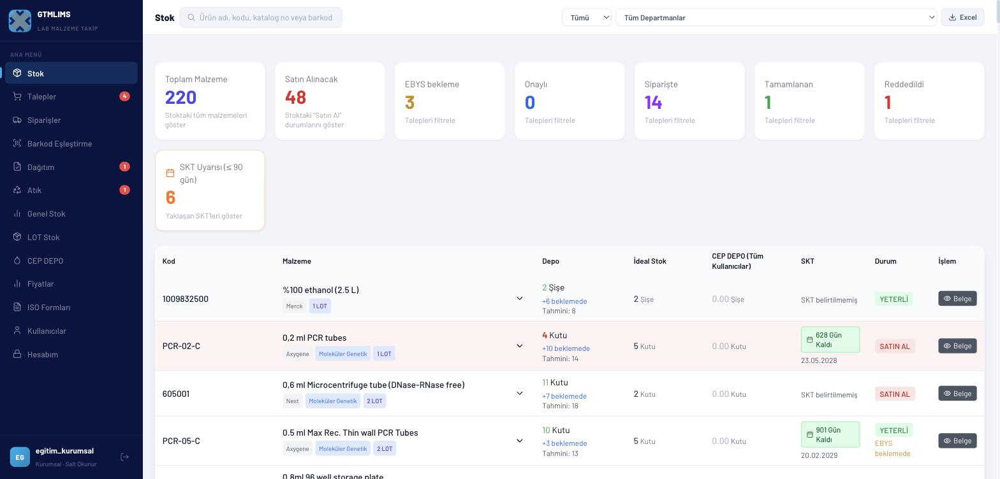 GTMLIMS
LAB MALZEME TAKİP
ANA MENÜ
Stok
Talepler 4
Siparişler
Barkod Eşleştirme
Dağıtım 1
Atık 1
Genel Stok
LOT Stok
CEP DEPO
Fiyatlar
ISO Formları
Kullanıcılar
Hesabım
EG
egitim_kurumsal
Kurumsal · Salt Okunur
Stok
Ürün adı, kodu, katalog no veya barkod
Tümü
Tüm Departmanlar
Excel
Toplam Malzeme
220
Stoktaki tüm malzemeleri
göster
Satın Alınacak
48
Stoktaki "Satın Al"
durumlarını göster
EBYS bekleme
3
Talepleri filtrele
Onaylı
0
Talepleri filtrele
Siparişte
14
Talepleri filtrele
Tamamlanan
1
Talepleri filtrele
Reddedildi
1
Talepleri filtrele
SKT Uyarısı (≤ 90
gün)
6
Yaklaşan SKT'leri göster
Kod Malzeme Depo İdeal Stok CEP DEPO (Tüm
Kullanıcılar) SKT Durum İşlem
1009832500
%100 ethanol (2.5 L)
Merck 1 LOT
2 Şişe
+6 beklemede
Tahmini: 8
2 Şişe
0.00 Şişe
SKT belirtilmemiş
YETERLİ
Belge
PCR-02-C
0,2 ml PCR tubes
Axygene Moleküler Genetik 1 LOT
4 Kutu
+10 beklemede
Tahmini: 14
5 Kutu
0.00 Kutu
628 Gün
Kaldı
23.05.2028
SATIN AL
Belge
605001
0,6 ml Microcentrifuge tube (DNase-RNase free)
Nest Moleküler Genetik 2 LOT
11 Kutu
+7 beklemede
Tahmini: 18
2 Kutu
0.00 Kutu
SKT belirtilmemiş
SATIN AL
Belge
PCR-05-C
0.5 ml Max Rec. Thin wall PCR Tubes
Axygene Moleküler Genetik 2 LOT
10 Kutu
+3 beklemede
Tahmini: 13
5 Kutu
0.00 Kutu
901 Gün
Kaldı
20.02.2029
YETERLİ
EBYS
beklemede
Belge
0.8ml 96 well storage plate